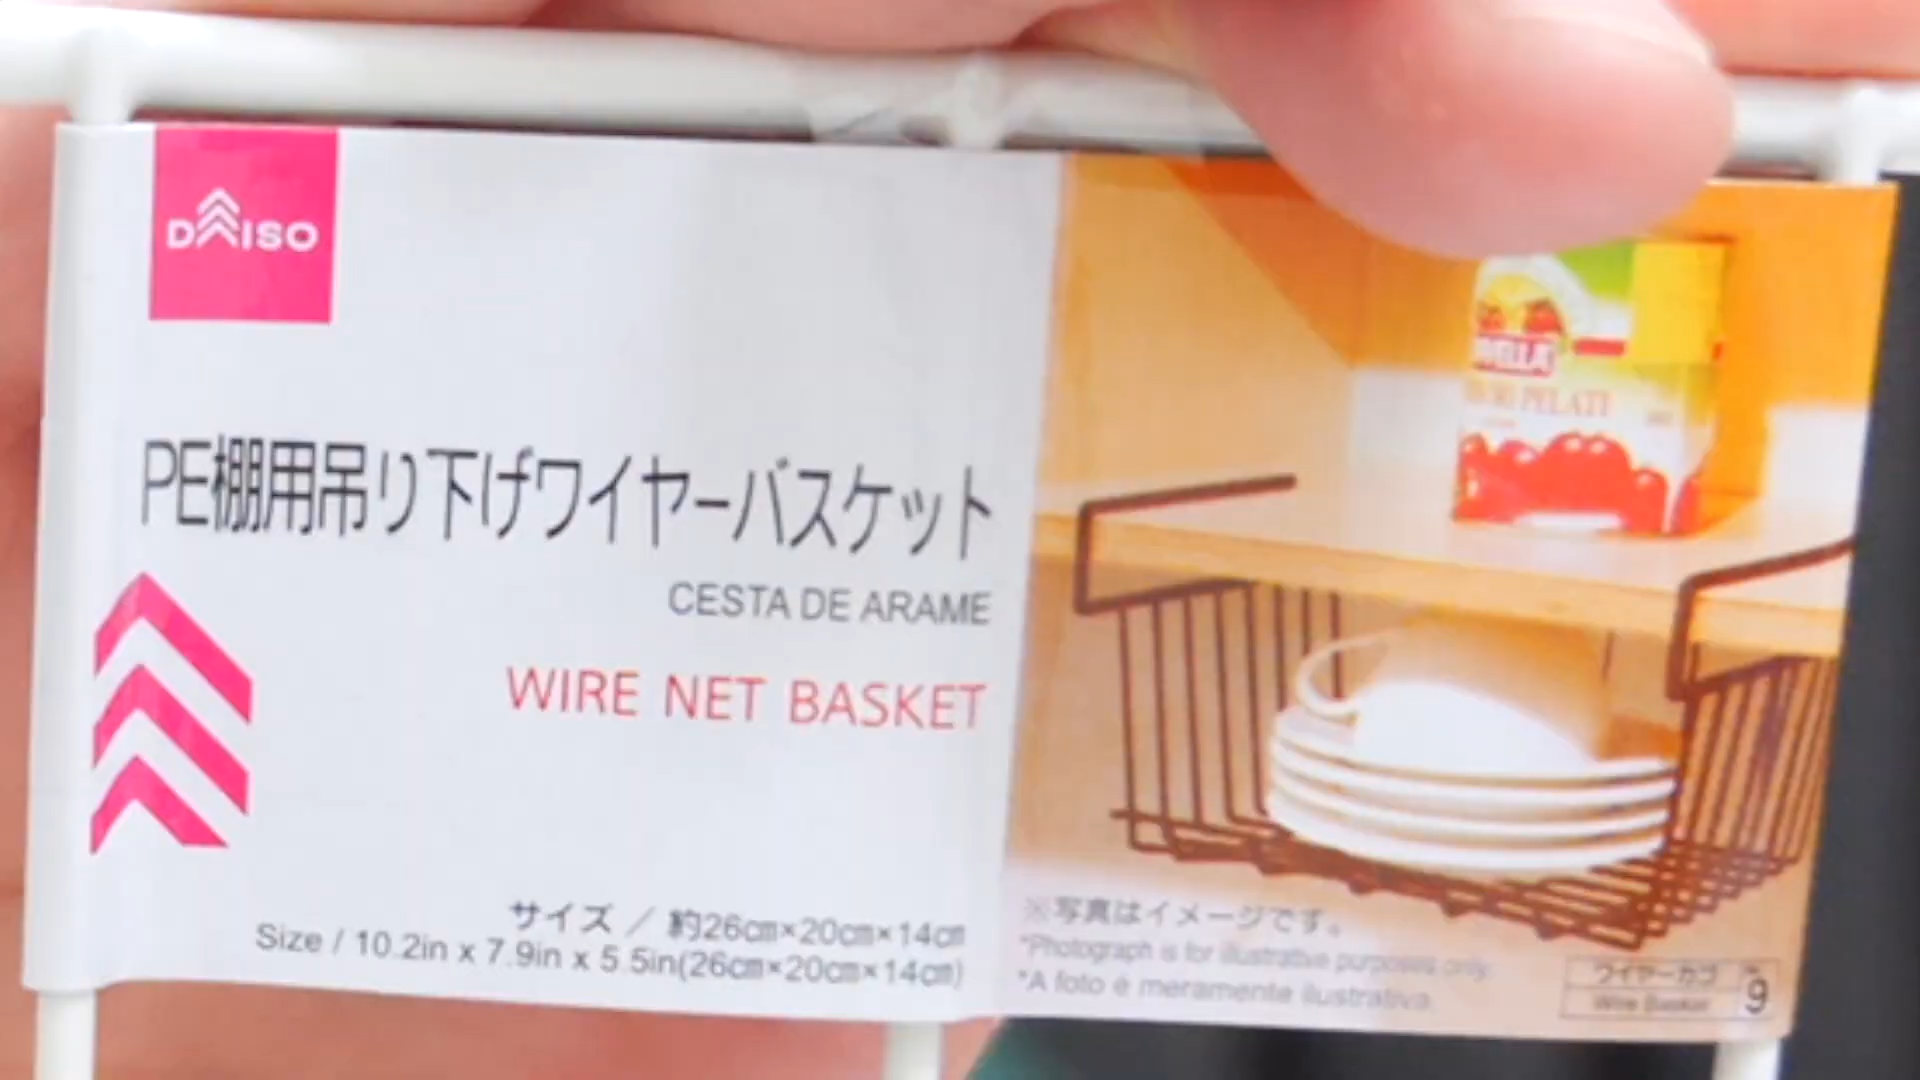 DAISO
PE棚用吊り下げワイヤーバスケット
CESTA DE ARAME
WIRE NET BASKET
サイズ / 約26cm×20cm×14cm
Size / 10.2in x 7.9in x 5.5in(26cm×20cm×14cm)
PELATI
※写真はイメージです。
*Photograph is for illustrative purposes only.
*A foto é meramente ilustrativa.
ワイヤーカゴ
Wire Basket
9